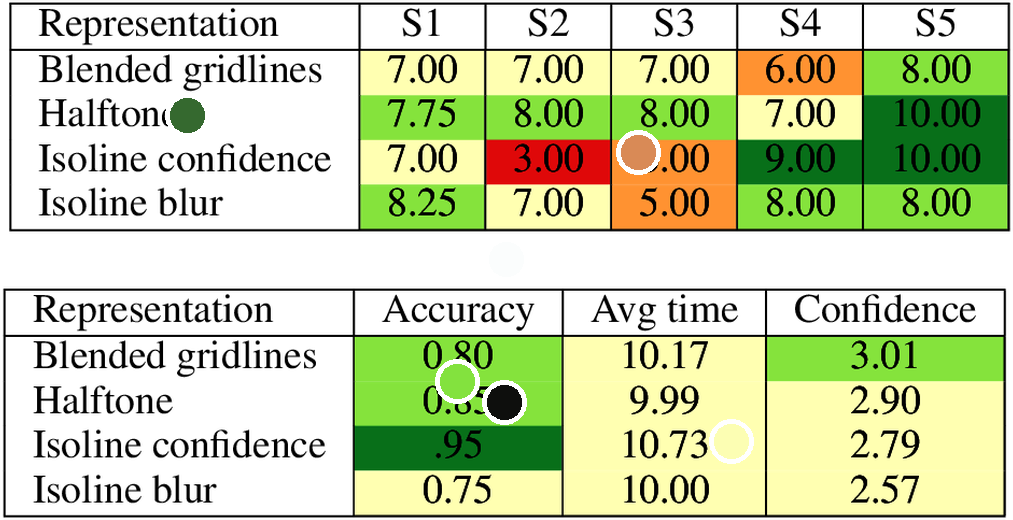 Representation S1 S2 S3 S4 S5
Blended gridlines 7.00 7.00 7.00 6.00 8.00
Halftone 7.75 8.00 8.00 7.00 10.00
Isoline confidence 7.00 3.00 9.00 10.00
Isoline blur 8.25 7.00 5.00 8.00 8.00
Representation Accuracy Avg time Confidence
Blended gridlines 0.80 10.17 3.01
Halftone 9.99 2.90
Isoline confidence .95 10.73 2.79
Isoline blur 0.75 10.00 2.57